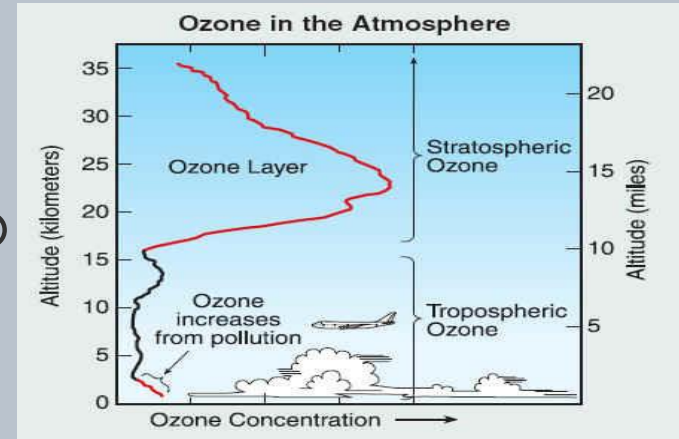 Ozone in the Atmosphere
Altitude (kilometers)
35
30
25
20
15
10
5
0
Ozone Layer
Stratospheric
Ozone
Ozone
increases
from pollution
Tropospheric
Ozone
20
15
10
5
Altitude (miles)
Ozone Concentration